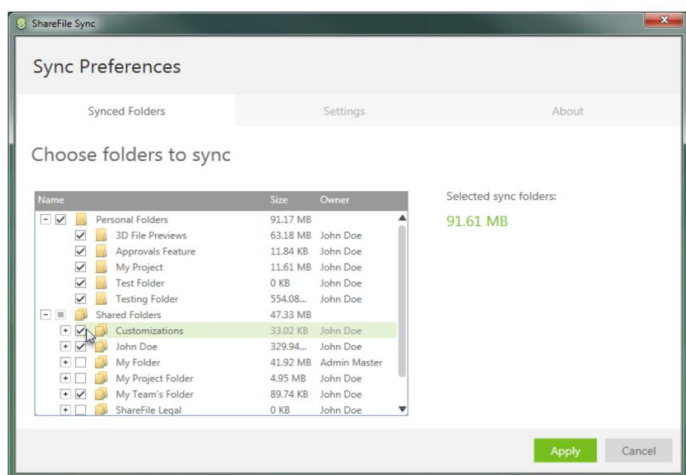 ShareFile Sync
Sync Preferences
Synced Folders Settings About
Choose folders to sync
Name Size Owner
Selected sync folders:
91.61 MB
Personal Folders 91.17 MB
3D File Previews 63.18 MB John Doe
Approvals Feature 11.84 KB John Doe
My Project 11.61 MB John Doe
Test Folder 0 KB John Doe
Testing Folder 554.08... John Doe
Shared Folders 47.33 MB
Customizations 33.02 KB John Doe
John Doe 329.94... John Doe
My Folder 41.92 MB Admin Master
My Project Folder 4.95 MB John Doe
My Team's Folder 89.74 KB John Doe
ShareFile Legal 0 KB John Doe
Apply Cancel